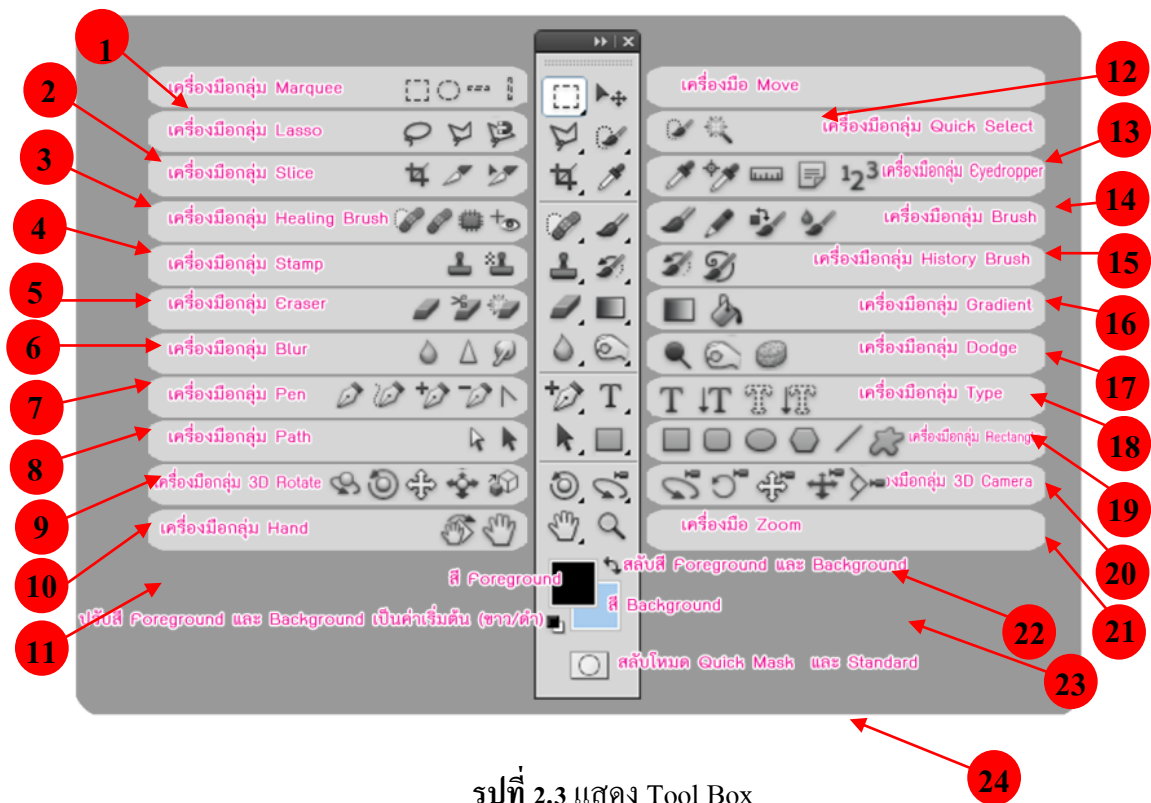 1
2
3
4
5
6
7
8
9
10
11
เครื่องมือกลุ่ม Marquee
เครื่องมือกลุ่ม Lasso
เครื่องมือกลุ่ม Slice
เครื่องมือกลุ่ม Healing Brush
เครื่องมือกลุ่ม Stamp
เครื่องมือกลุ่ม Eraser
เครื่องมือกลุ่ม Blur
เครื่องมือกลุ่ม Pen
เครื่องมือกลุ่ม Path
เครื่องมือกลุ่ม 3D Rotate
เครื่องมือกลุ่ม Hand
สี Foreground
ปรับสี Foreground และ Background เป็นค่าเริ่มต้น (ขาว/ดำ)
เครื่องมือ Move
เครื่องมือกลุ่ม Quick Select
เครื่องมือกลุ่ม Eyedropper
เครื่องมือกลุ่ม Brush
เครื่องมือกลุ่ม History Brush
เครื่องมือกลุ่ม Gradient
เครื่องมือกลุ่ม Dodge
เครื่องมือกลุ่ม Type
เครื่องมือกลุ่ม Rectangl
องมือกลุ่ม 3D Camera
เครื่องมือ Zoom
สลับสี Foreground และ Background
สี Background
สลับโหมด Quick Mask และ Standard
12
13
14
15
16
17
18
19
20
21
22
23
24
รูปที่ 2.3 แสดง Tool Box